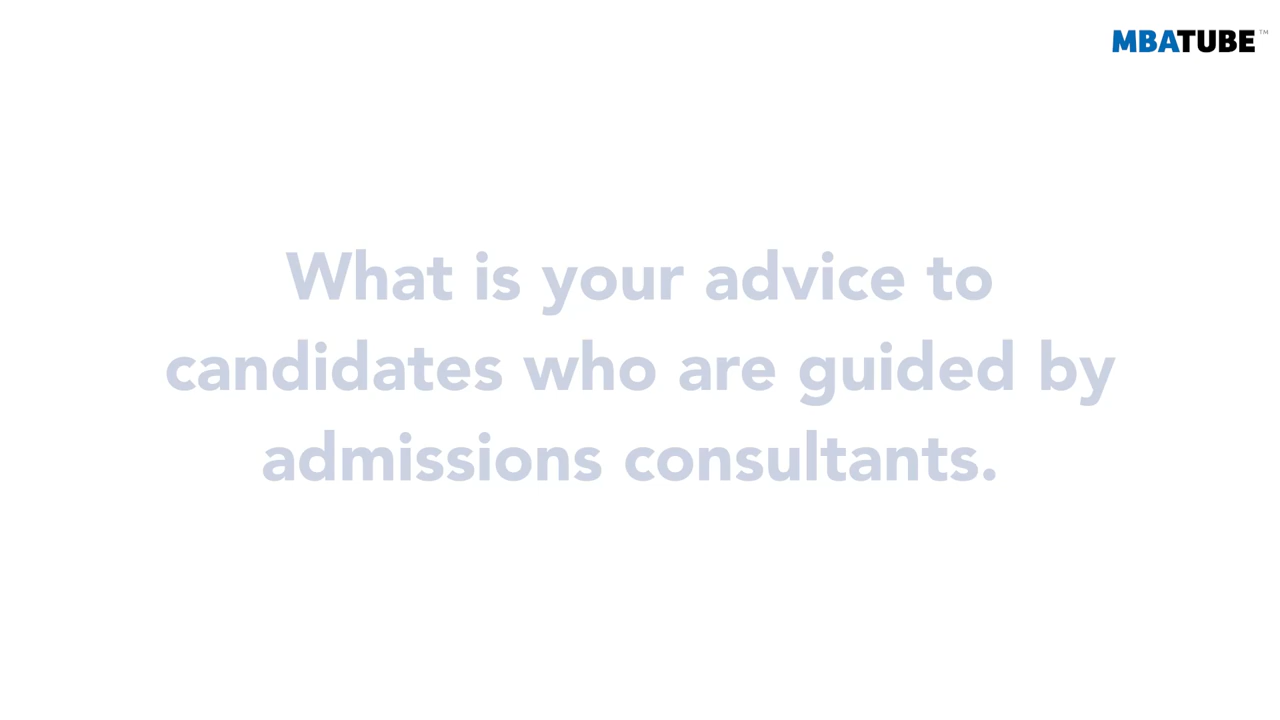 MBATUBE™
What is your advice to
candidates who are guided by
admissions consultants.